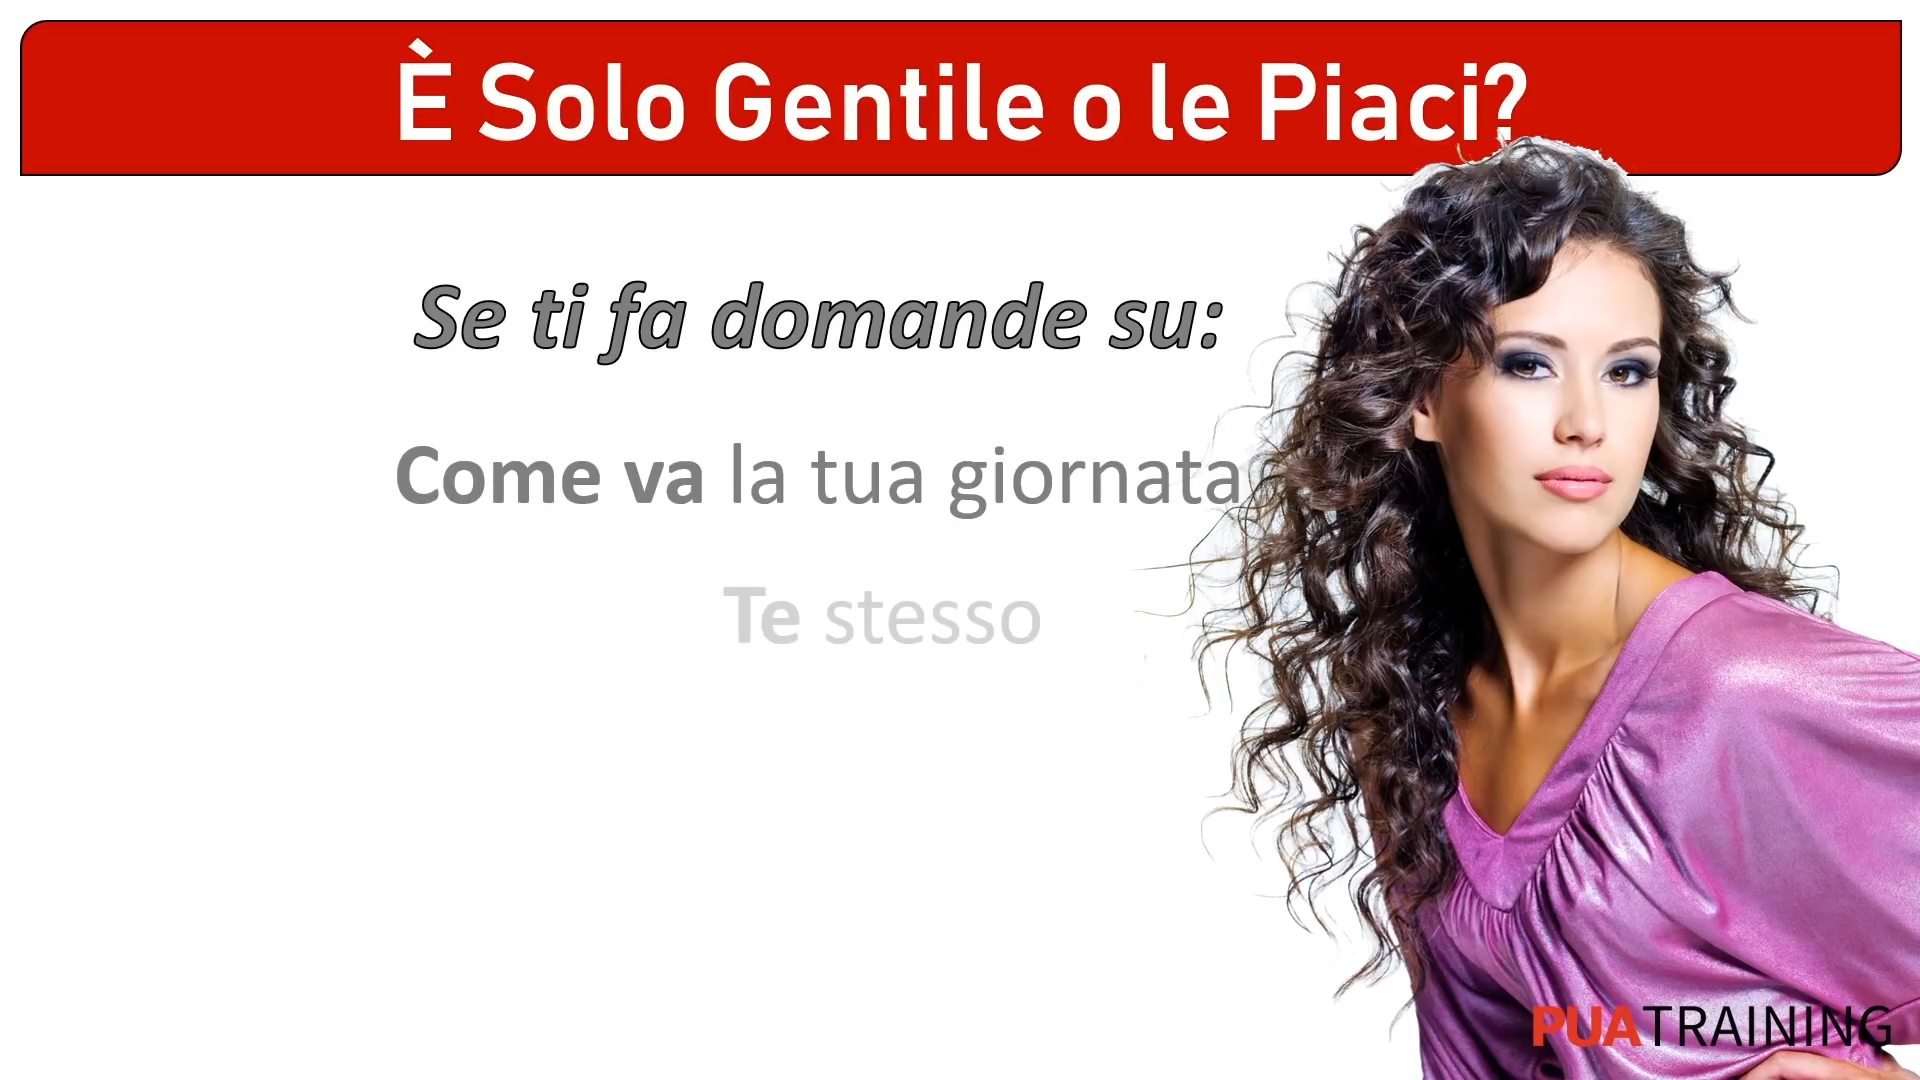 È Solo Gentile o le Piaci?
Se ti fa domande su:
Come va la tua giornata
Te stesso
PUATRAINING